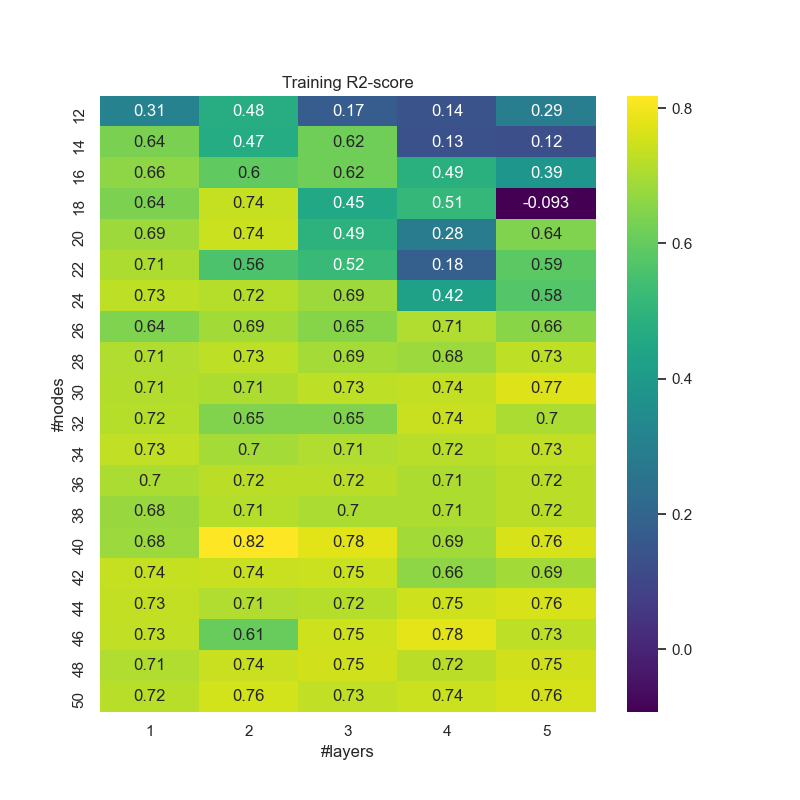 Training R2-score
12 0.31 0.48 0.17 0.14 0.29
14 0.64 0.47 0.62 0.13 0.12
16 0.66 0.6 0.62 0.49 0.39
18 0.64 0.74 0.45 0.51 -0.093
20 0.69 0.74 0.49 0.28 0.64
22 0.71 0.56 0.52 0.18 0.59
24 0.73 0.72 0.69 0.42 0.58
26 0.64 0.69 0.65 0.71 0.66
28 0.71 0.73 0.69 0.68 0.73
30 0.71 0.71 0.73 0.74 0.77
32 0.72 0.65 0.65 0.74 0.7
34 0.73 0.7 0.71 0.72 0.73
36 0.7 0.72 0.72 0.71 0.72
38 0.68 0.71 0.7 0.71 0.72
40 0.68 0.82 0.78 0.69 0.76
42 0.74 0.74 0.75 0.66 0.69
44 0.73 0.71 0.72 0.75 0.76
46 0.73 0.61 0.75 0.78 0.73
48 0.71 0.74 0.75 0.72 0.75
50 0.72 0.76 0.73 0.74 0.76
1 2 3 4 5
#layers
#nodes
0.8
0.6
0.4
0.2
0.0